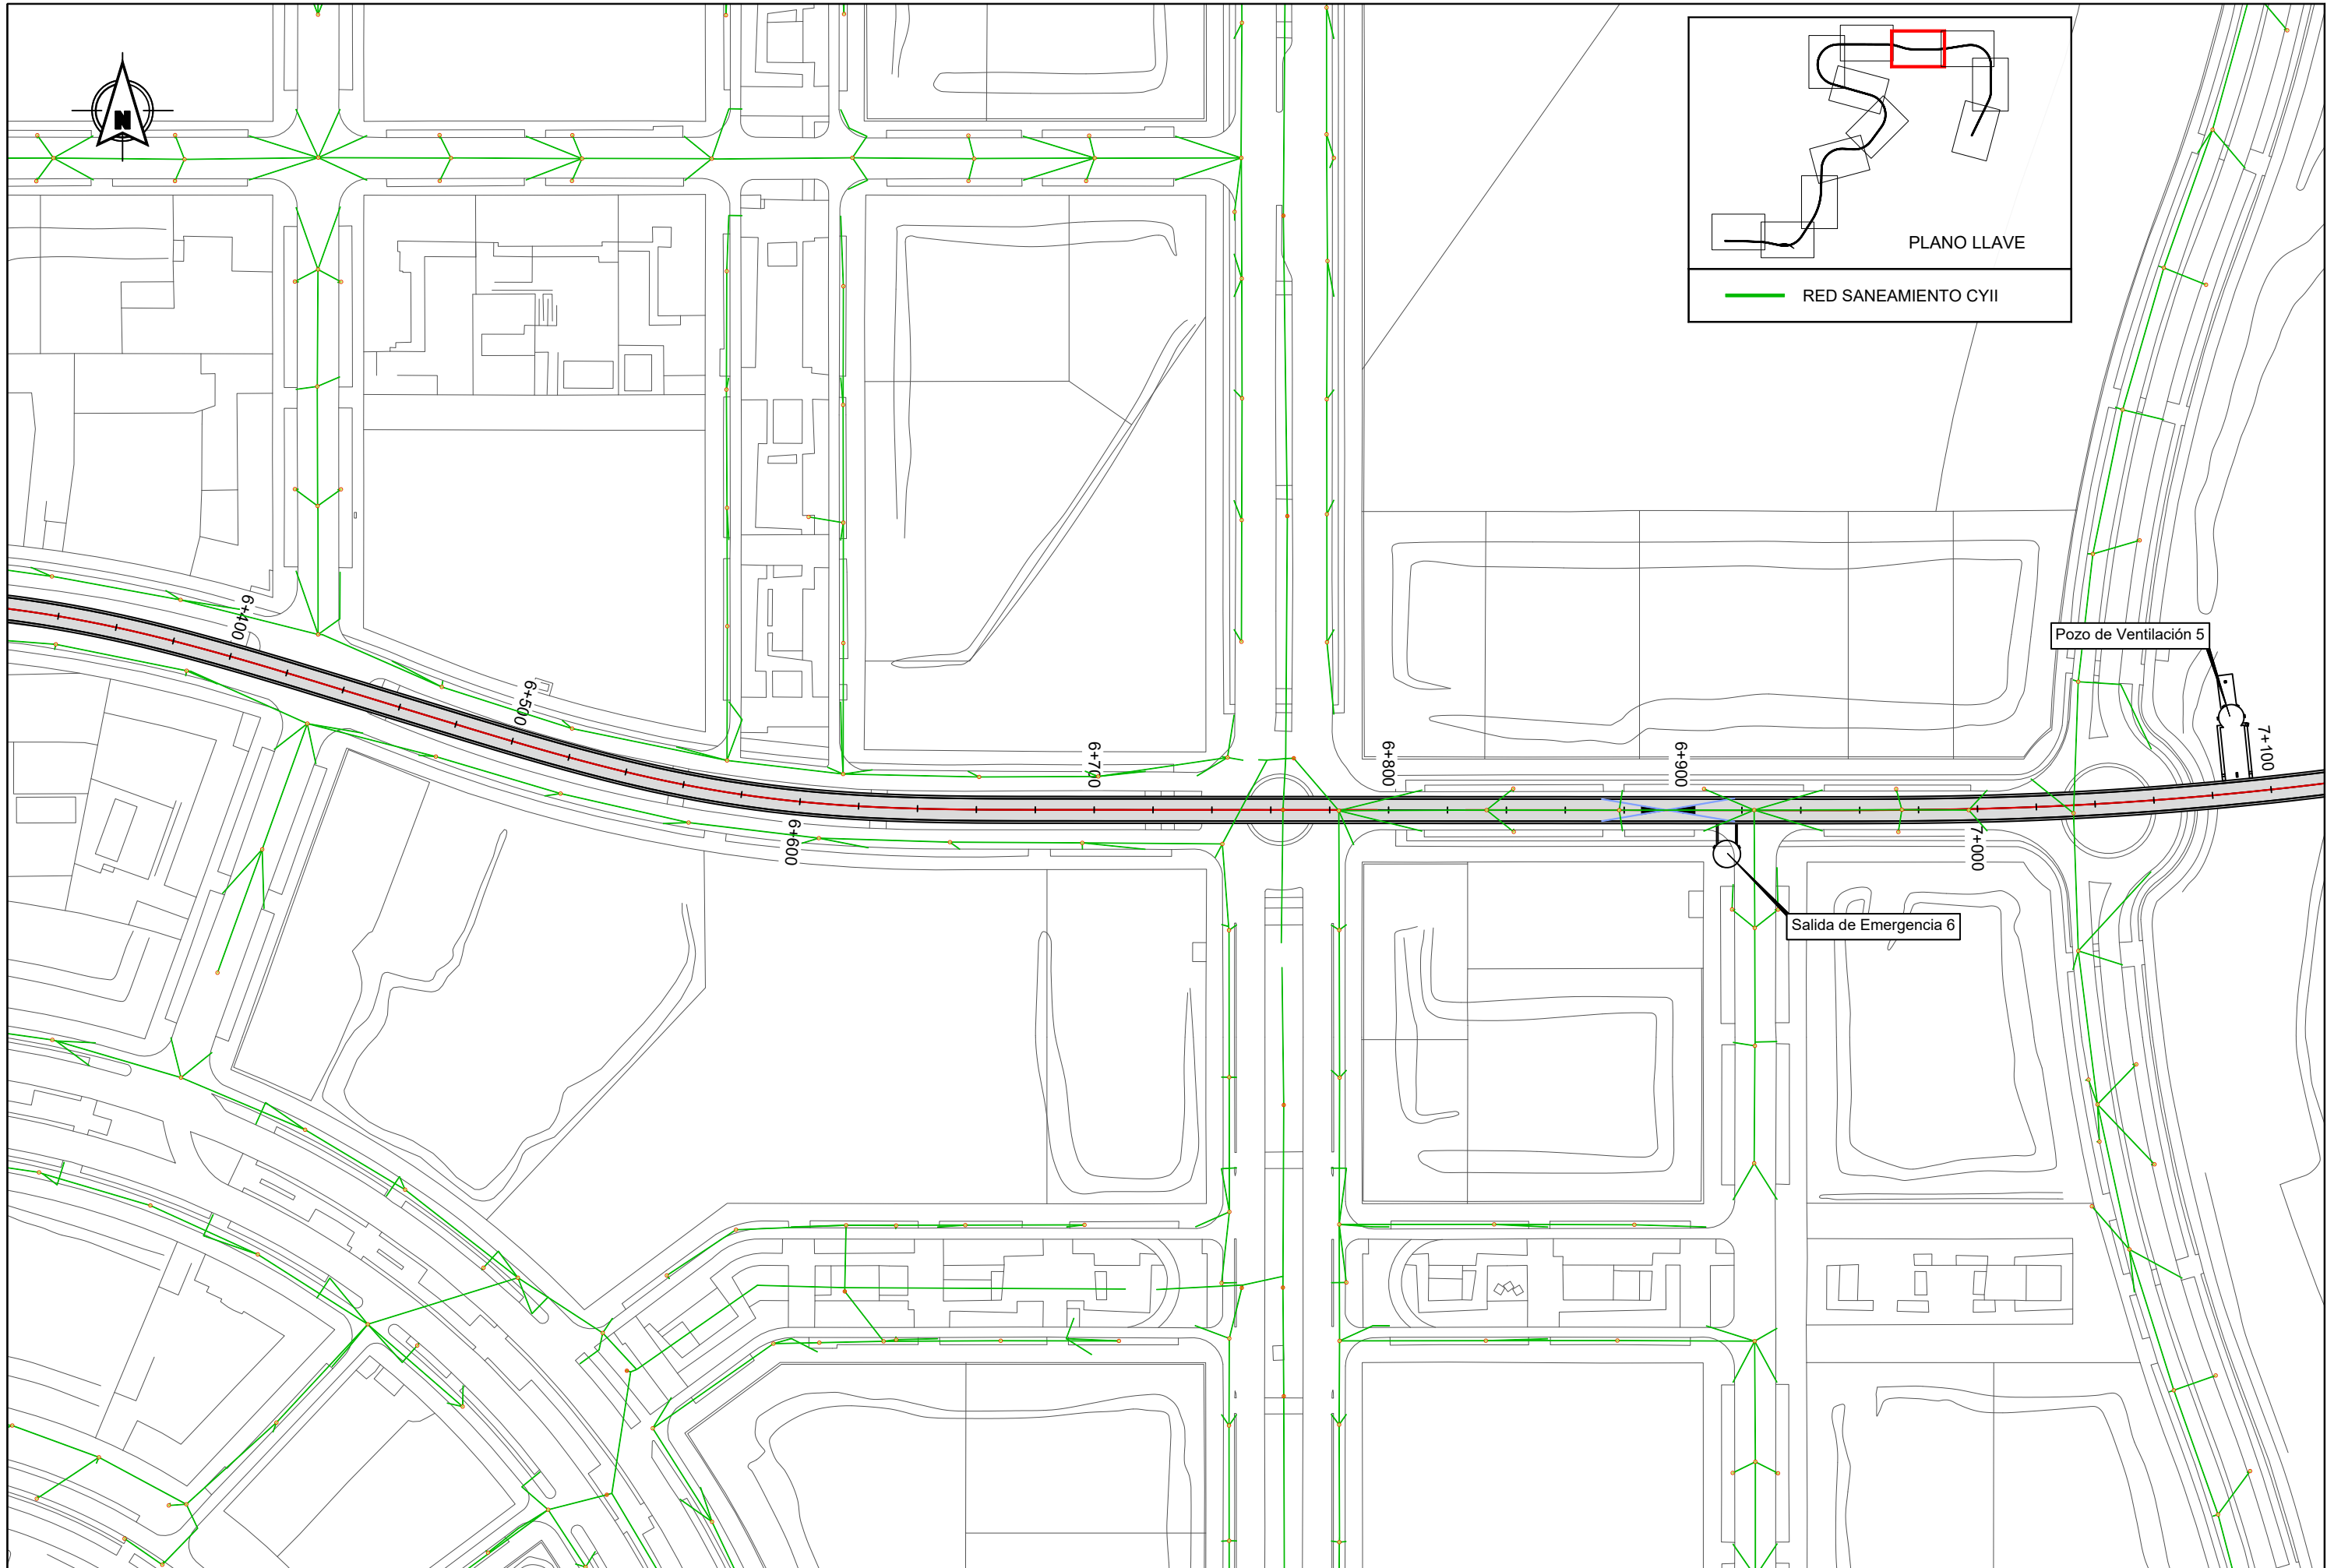 N
PLANO LLAVE
RED SANEAMIENTO CYII
6+400
6+500
6+600
6+700
6+800
6+900
7+000
7+100
Pozo de Ventilación 5
Salida de Emergencia 6